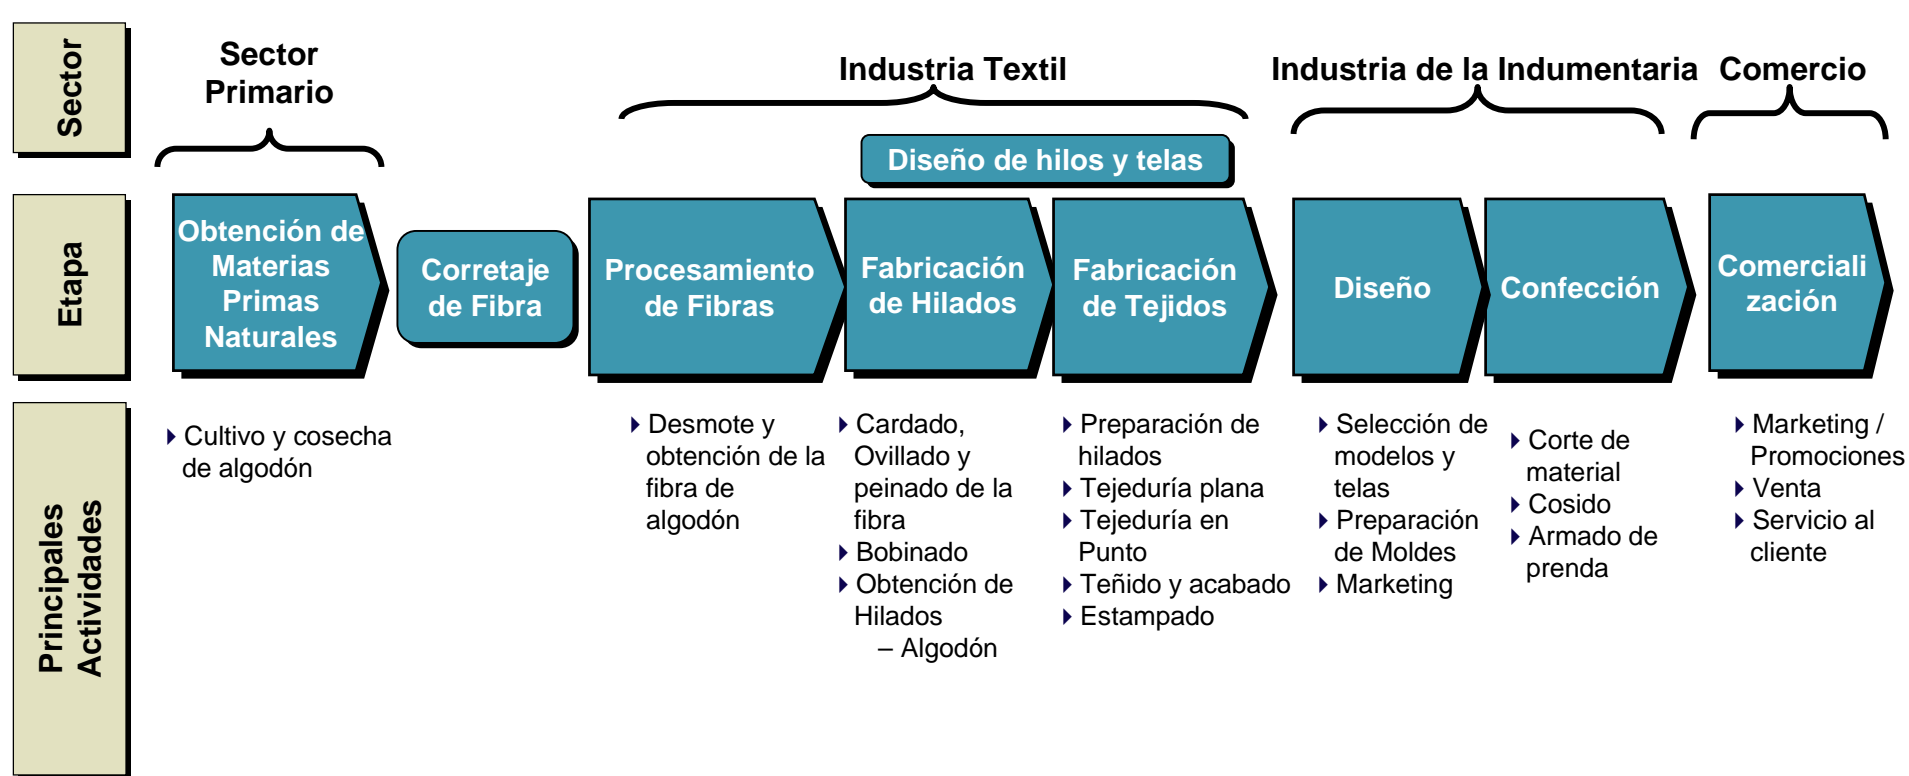 Sector
Sector
Primario
Industria Textil
Industria de la Indumentaria
Comercio
Diseño de hilos y telas
Etapa
Obtención de
Materias
Primas
Naturales
Corretaje
de Fibra
Procesamiento
de Fibras
Fabricación
de Hilados
Fabricación
de Tejidos
Diseño
Confección
Comerciali
zación
Principales
Actividades
Cultivo y cosecha
de algodón
Desmote y
obtención de la
fibra de
algodón
Cardado,
Ovillado y
peinado de la
fibra
Bobinado
Obtención de
Hilados
– Algodón
Preparación de
hilados
Tejeduría plana
Tejeduría en
Punto
Teñido y acabado
Estampado
Selección de
modelos y
telas
Preparación
de Moldes
Marketing
Corte de
material
Cosido
Armado de
prenda
Marketing /
Promociones
Venta
Servicio al
cliente